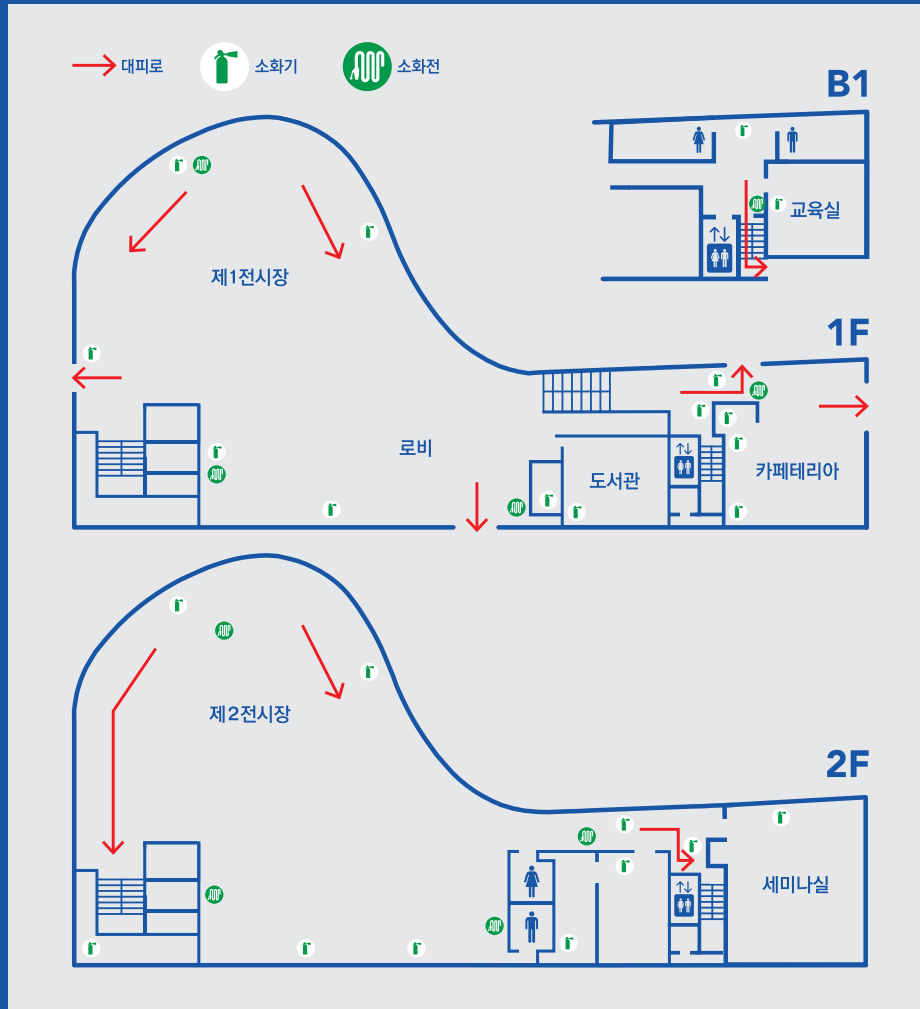 대피로 소화기 소화전
B1
교육실
제1전시장
1F
로비
도서관
카페테리아
제2전시장
2F
세미나실